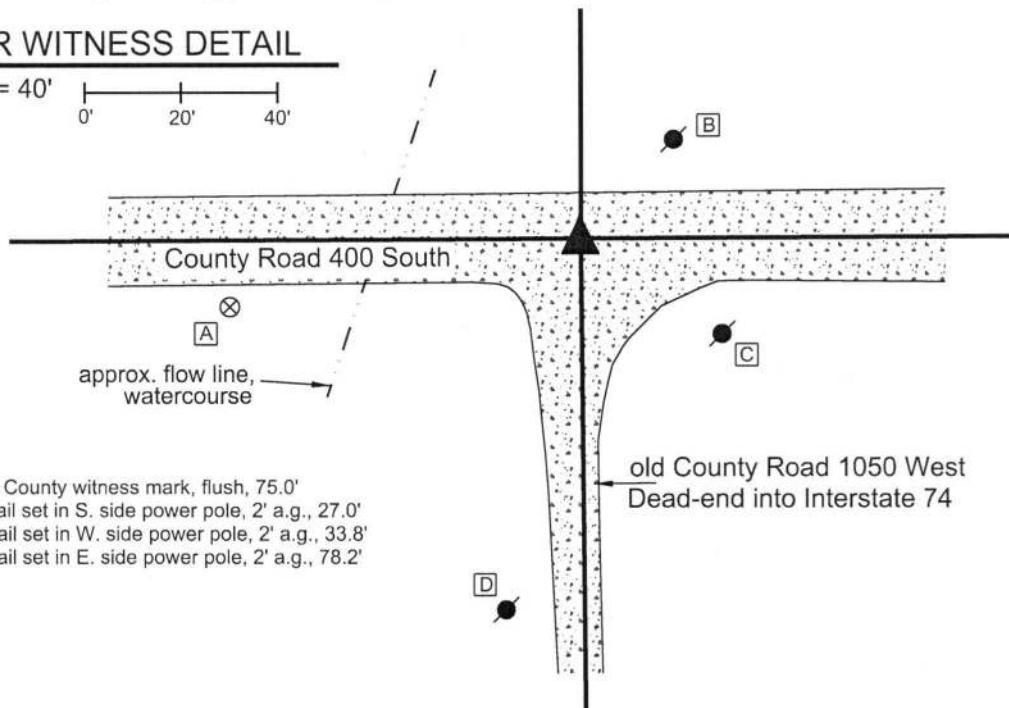 R WITNESS DETAIL
= 40'
0' 20' 40'
B
County Road 400 South
A
C
approx. flow line,
watercourse
old County Road 1050 West
Dead-end into Interstate 74
County witness mark, flush, 75.0'
ail set in S. side power pole, 2' a.g., 27.0'
ail set in W. side power pole, 2' a.g., 33.8'
ail set in E. side power pole, 2' a.g., 78.2'
D